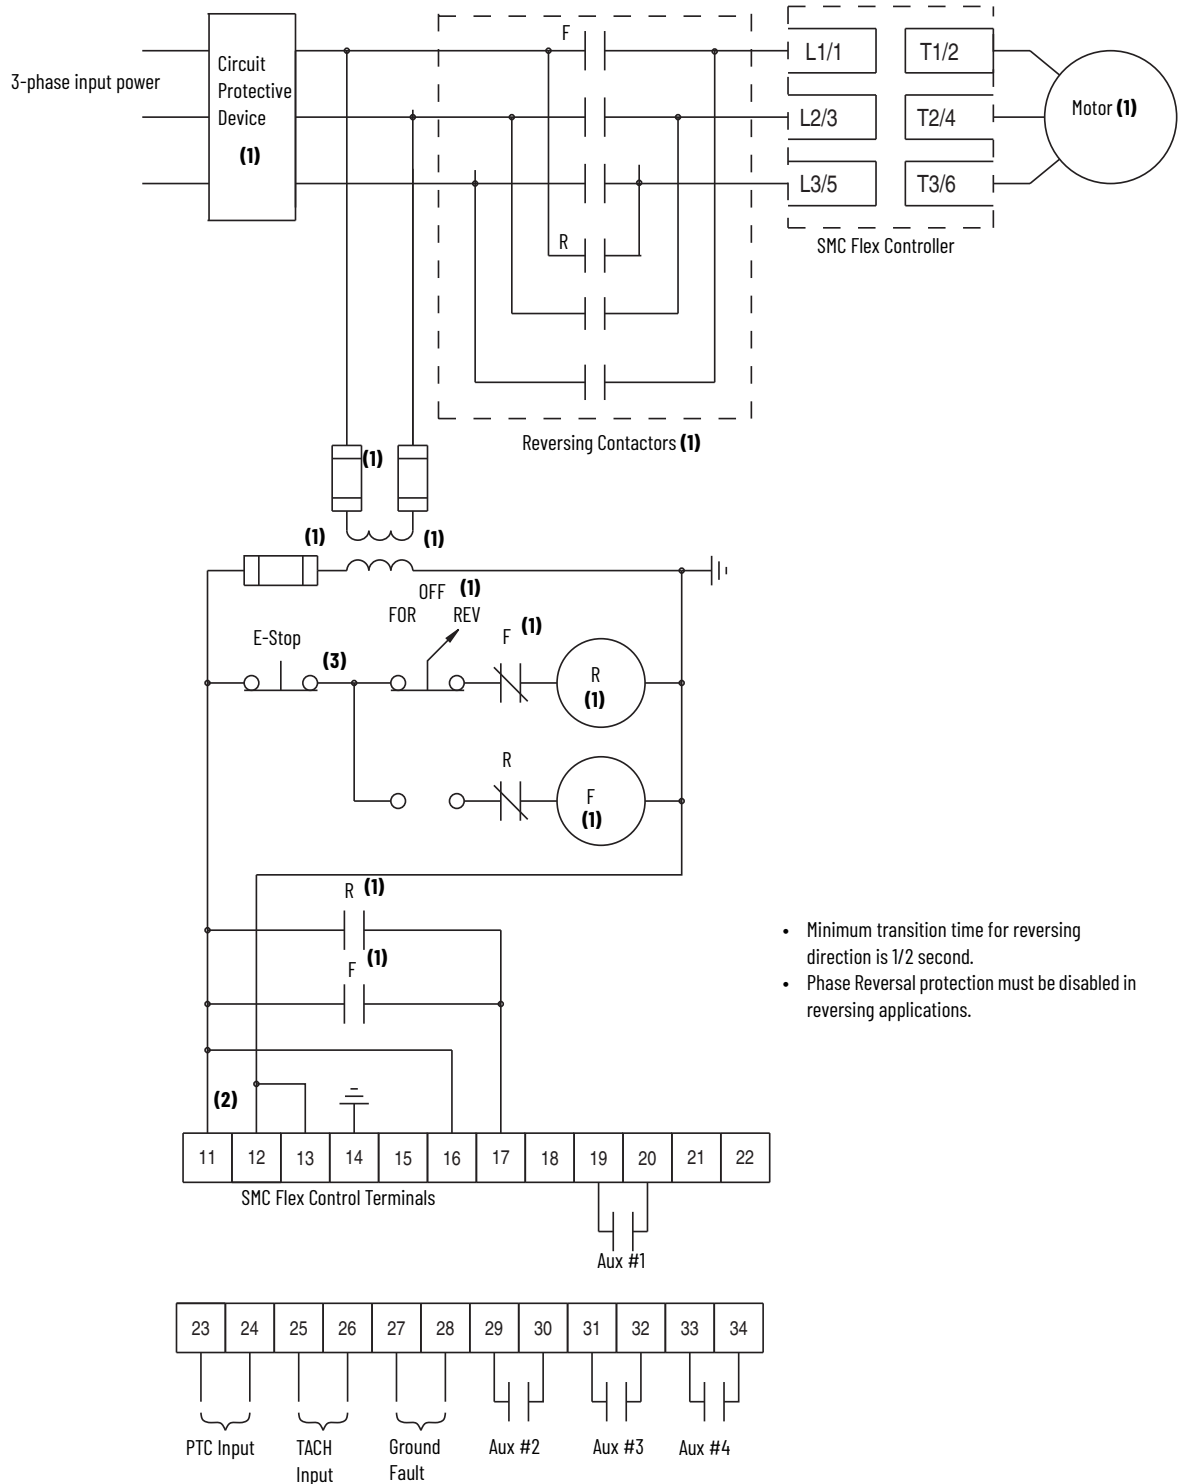 F
3-phase input power
Circuit
Protective
Device
(1)
L1/1
T1/2
L2/3
T2/4
L3/5
T3/6
Motor (1)
R
SMC Flex Controller
Reversing Contactors (1)
(1)
(1)
(1)
OFF (1)
FOR REV
E-Stop
(3)
F (1)
R
(1)
R
F
(1)
R (1)
F (1)
• Minimum transition time for reversing
direction is 1/2 second.
• Phase Reversal protection must be disabled in
reversing applications.
(2)
11 12 13 14 15 16 17 18 19 20 21 22
SMC Flex Control Terminals
Aux #1
23 24 25 26 27 28 29 30 31 32 33 34
PTC Input
TACH
Input
Ground
Fault
Aux #2
Aux #3
Aux #4